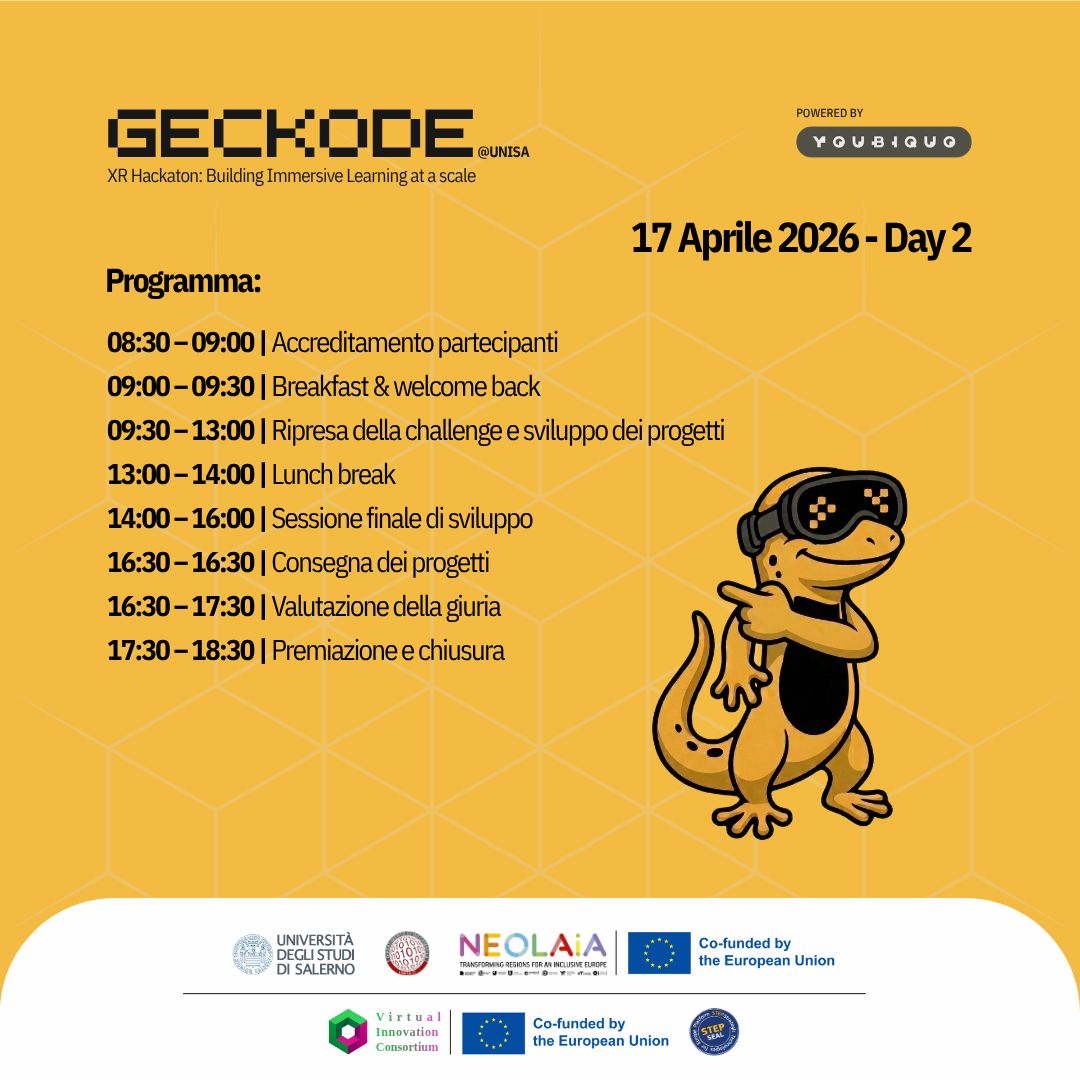 GECKODE @UNISA
XR Hackaton: Building Immersive Learning at a scale
POWERED BY
YOUBIQUO
17 Aprile 2026 - Day 2
Programma:
08:30 – 09:00 | Accreditamento partecipanti
09:00 – 09:30 | Breakfast & welcome back
09:30 – 13:00 | Ripresa della challenge e sviluppo dei progetti
13:00 – 14:00 | Lunch break
14:00 – 16:00 | Sessione finale di sviluppo
16:30 – 16:30 | Consegna dei progetti
16:30 – 17:30 | Valutazione della giuria
17:30 – 18:30 | Premiazione e chiusura
UNIVERSITÀ
DEGLI STUDI
DI SALERNO
NEOLAiA
TRANSFORMING REGIONS FOR AN INCLUSIVE EUROPE
Co-funded by
the European Union
Virtual
Innovation
Consortium
Co-funded by
the European Union
STEP
SEAL